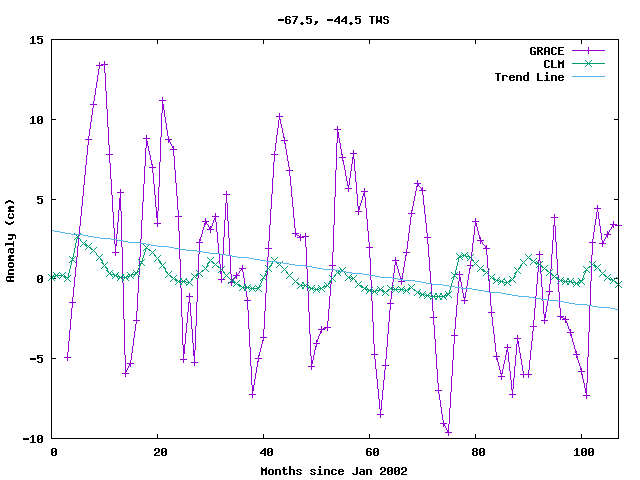 -67.5, -44.5 TWS
GRACE
CLM
Trend Line
15
10
5
0
-5
-10
Anomaly (cm)
0 20 40 60 80 100
Months since Jan 2002